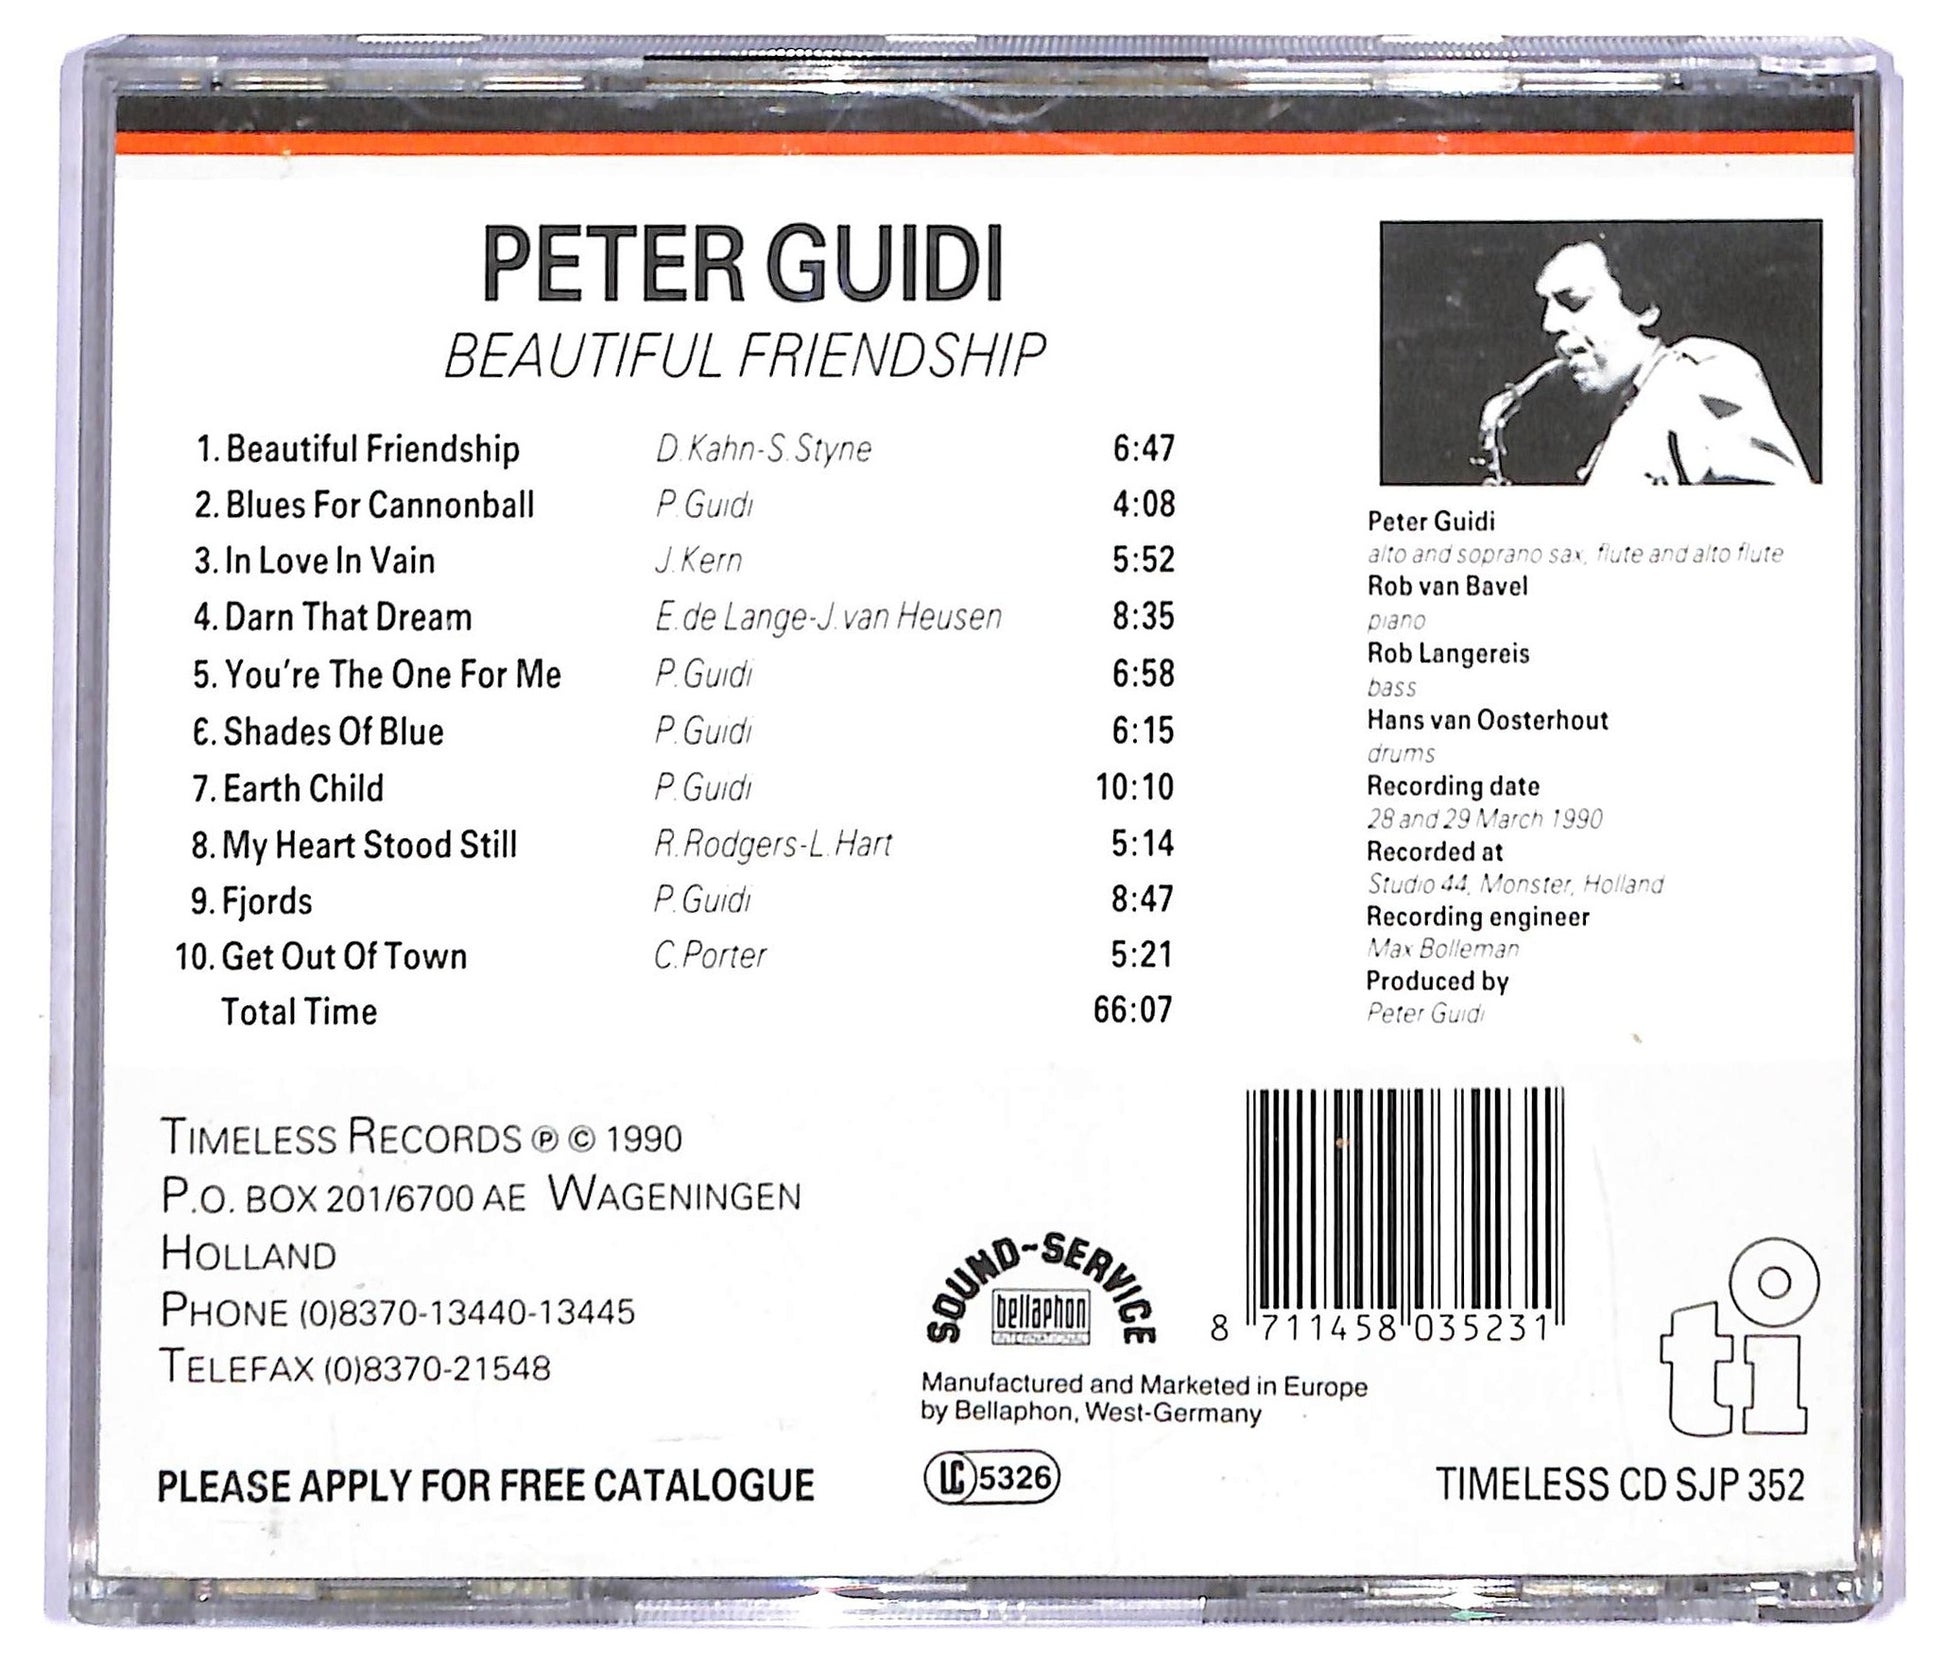 PETER GUIDI
BEAUTIFUL FRIENDSHIP
1. Beautiful Friendship D.Kahn-S.Styne 6:47
2. Blues For Cannonball P.Guidi 4:08
3. In Love In Vain J.Kern 5:52
4. Darn That Dream E.de Lange-J.van Heusen 8:35
5. You're The One For Me P.Guidi 6:58
6. Shades Of Blue P.Guidi 6:15
7. Earth Child P.Guidi 10:10
8. My Heart Stood Still R.Rodgers-L.Hart 5:14
9. Fjords P.Guidi 8:47
10. Get Out Of Town C.Porter 5:21
Total Time 66:07
Peter Guidi
alto and soprano sax, flute and alto flute
Rob van Bavel
piano
Rob Langereis
bass
Hans van Oosterhout
drums
Recording date
28 and 29 March 1990
Recorded at
Studio 44, Monster, Holland
Recording engineer
Max Bolleman
Produced by
Peter Guidi
TIMELESS RECORDS ℗ © 1990
P.O. BOX 201/6700 AE WAGENINGEN
HOLLAND
PHONE (0)8370-13440-13445
TELEFAX (0)8370-21548
PLEASE APPLY FOR FREE CATALOGUE
SOUND-SERVICE
bellaphon
Manufactured and Marketed in Europe
by Bellaphon, West-Germany
LC 5326
8 711458 035231
ti
TIMELESS CD SJP 352